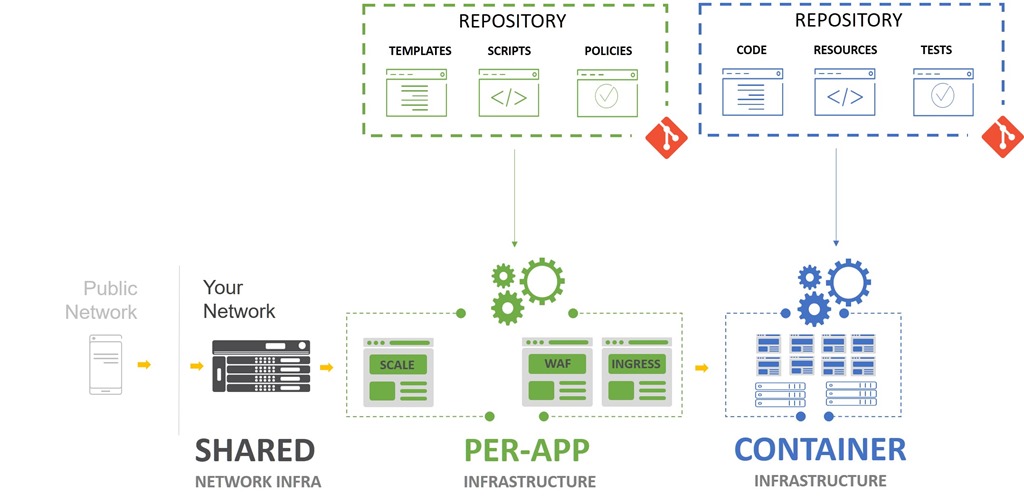 REPOSITORY
TEMPLATES SCRIPTS POLICIES
</>
REPOSITORY
CODE RESOURCES TESTS
</>
Public
Network
Your
Network
SCALE
WAF
INGRESS
SHARED
NETWORK INFRA
PER-APP
INFRASTRUCTURE
CONTAINER
INFRASTRUCTURE